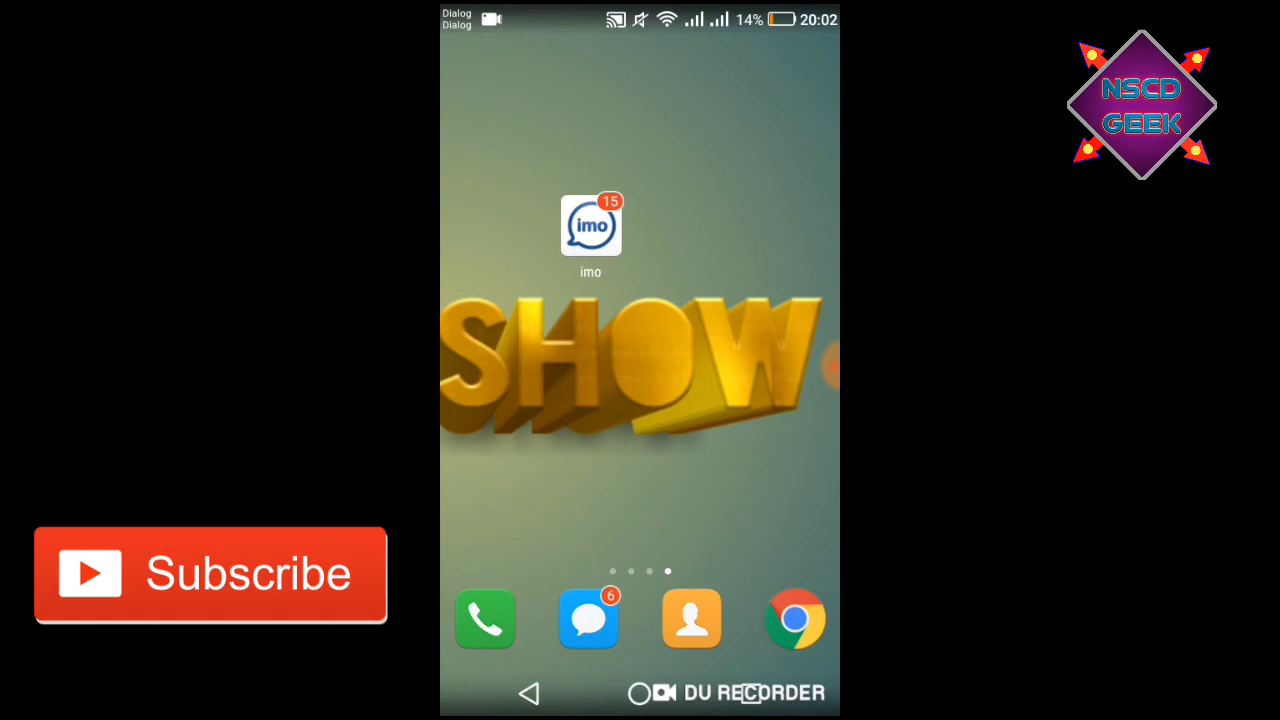 Dialog
Dialog
14%
20:02
NSCD
GEEK
15
imo
imo
SHOW
Subscribe
6
DU RECORDER